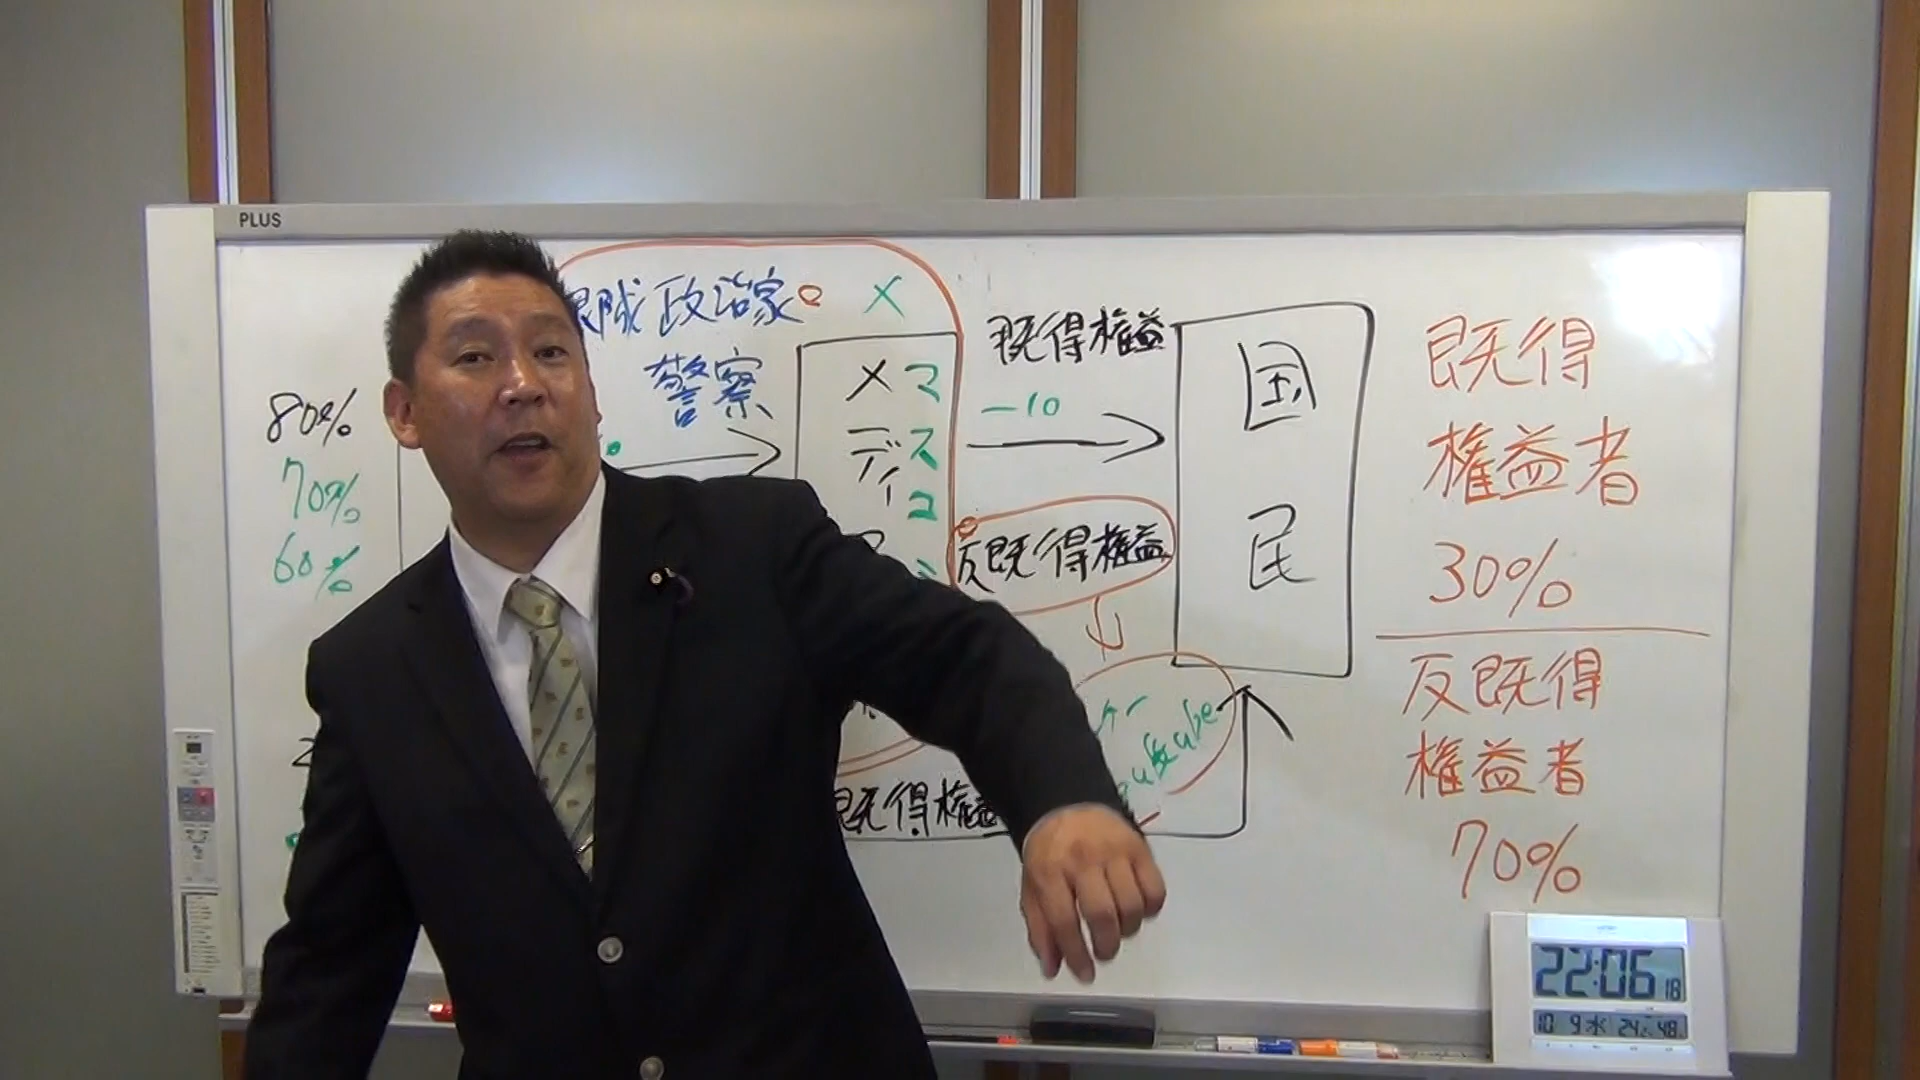 PLUS
政治家
×
警察
メディ
マスコ
80%
70%
60%
既得権益
-10
反既得権益
国民
既得
権益者
30%
反既得
権益者
70%
既得権益
22:06 18
10 9 水 24 48